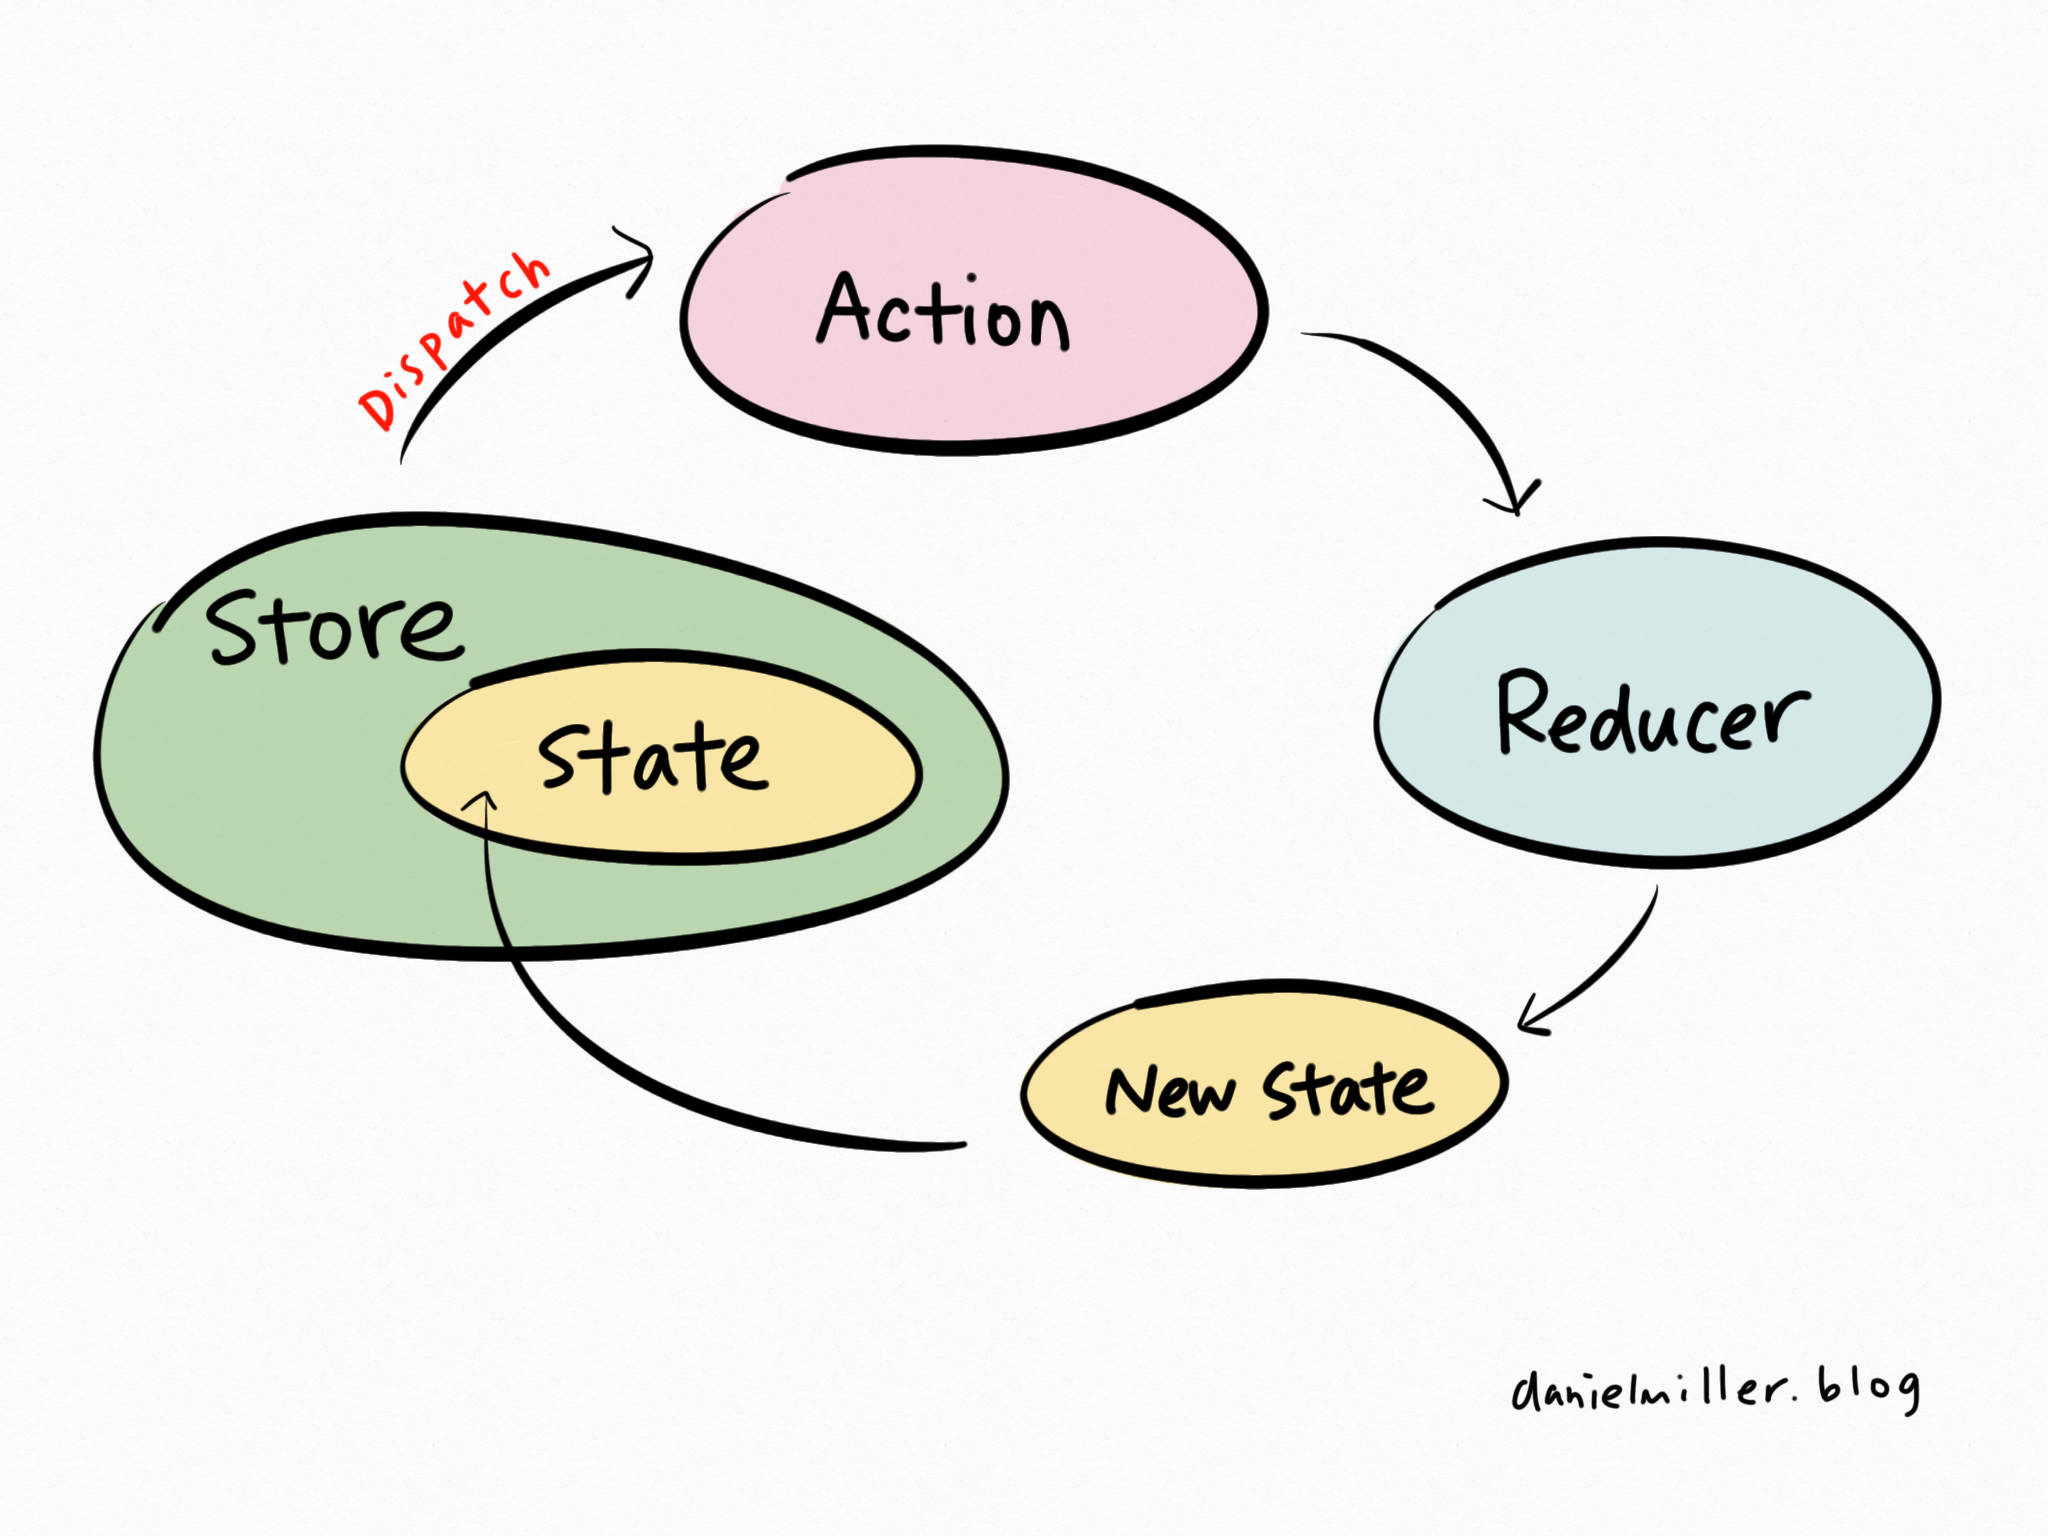 Dispatch
Action
Store
State
Reducer
New State
danielmiller.blog